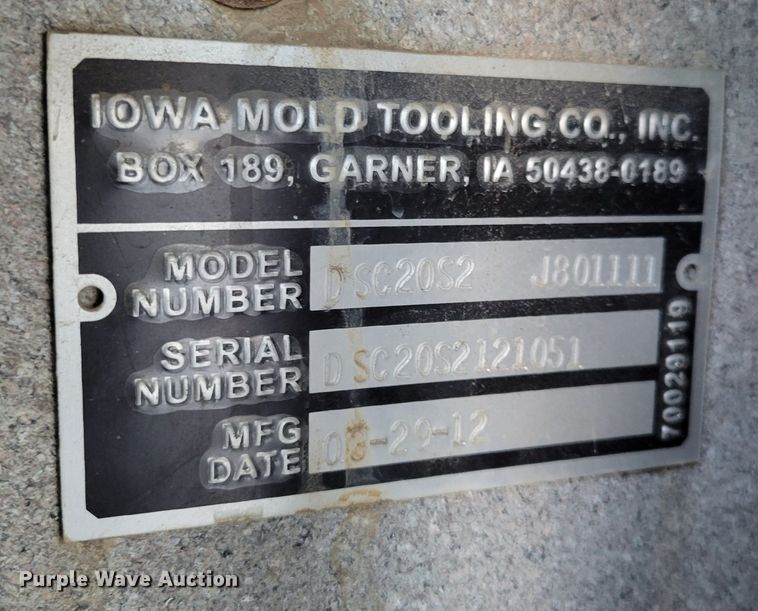 IOWA MOLD TOOLING CO., INC.
BOX 189, GARNER, IA 50438-0189
MODEL NUMBER DSC20S2 J801111
SERIAL NUMBER DSC20S2121051
MFG DATE 03-29-12
70029119
Purple Wave Auction